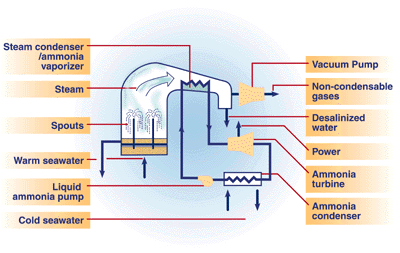 Steam condenser
/ammonia
vaporizer
Steam
Spouts
Warm seawater
Liquid
ammonia pump
Cold seawater
Vacuum Pump
Non-condensable
gases
Desalinized
water
Power
Ammonia
turbine
Ammonia
condenser